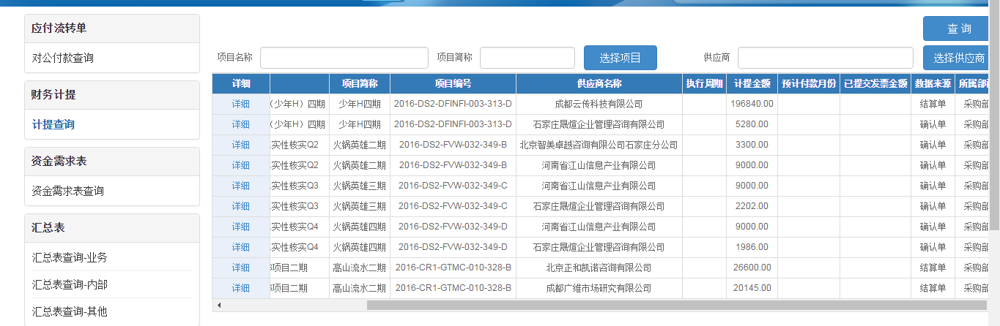 应付流转单
对公付款查询
财务计提
计提查询
资金需求表
资金需求表查询
汇总表
汇总表查询-业务
汇总表查询-内部
汇总表查询-其他
查 询
项目名称 项目简称 选择项目 供应商 选择供应商
详细 项目简称 项目编号 供应商名称 执行周期 计提金额 预计付款月份 已提交发票金额 数据来源 所属部
详细 （少年H）四期 少年H四期 2016-DS2-DFINFI-003-313-D 成都云传科技有限公司 196840.00 结算单 采购部
详细 （少年H）四期 少年H四期 2016-DS2-DFINFI-003-313-D 石家庄晟煊企业管理咨询有限公司 5280.00 确认单 采购部
详细 实性核实Q2 火锅英雄二期 2016-DS2-FVW-032-349-B 北京智美卓越咨询有限公司石家庄分公司 3300.00 确认单 采购部
详细 实性核实Q2 火锅英雄二期 2016-DS2-FVW-032-349-B 河南省江山信息产业有限公司 9000.00 确认单 采购部
详细 实性核实Q3 火锅英雄三期 2016-DS2-FVW-032-349-C 河南省江山信息产业有限公司 9000.00 确认单 采购部
详细 实性核实Q3 火锅英雄三期 2016-DS2-FVW-032-349-C 石家庄晟煊企业管理咨询有限公司 2202.00 确认单 采购部
详细 实性核实Q4 火锅英雄四期 2016-DS2-FVW-032-349-D 河南省江山信息产业有限公司 9000.00 确认单 采购部
详细 实性核实Q4 火锅英雄四期 2016-DS2-FVW-032-349-D 石家庄晟煊企业管理咨询有限公司 1986.00 确认单 采购部
详细 项目二期 高山流水二期 2016-CR1-GTMC-010-328-B 北京正和凯诺咨询有限公司 26600.00 结算单 采购部
详细 项目二期 高山流水二期 2016-CR1-GTMC-010-328-B 成都广维市场研究有限公司 20145.00 结算单 采购部